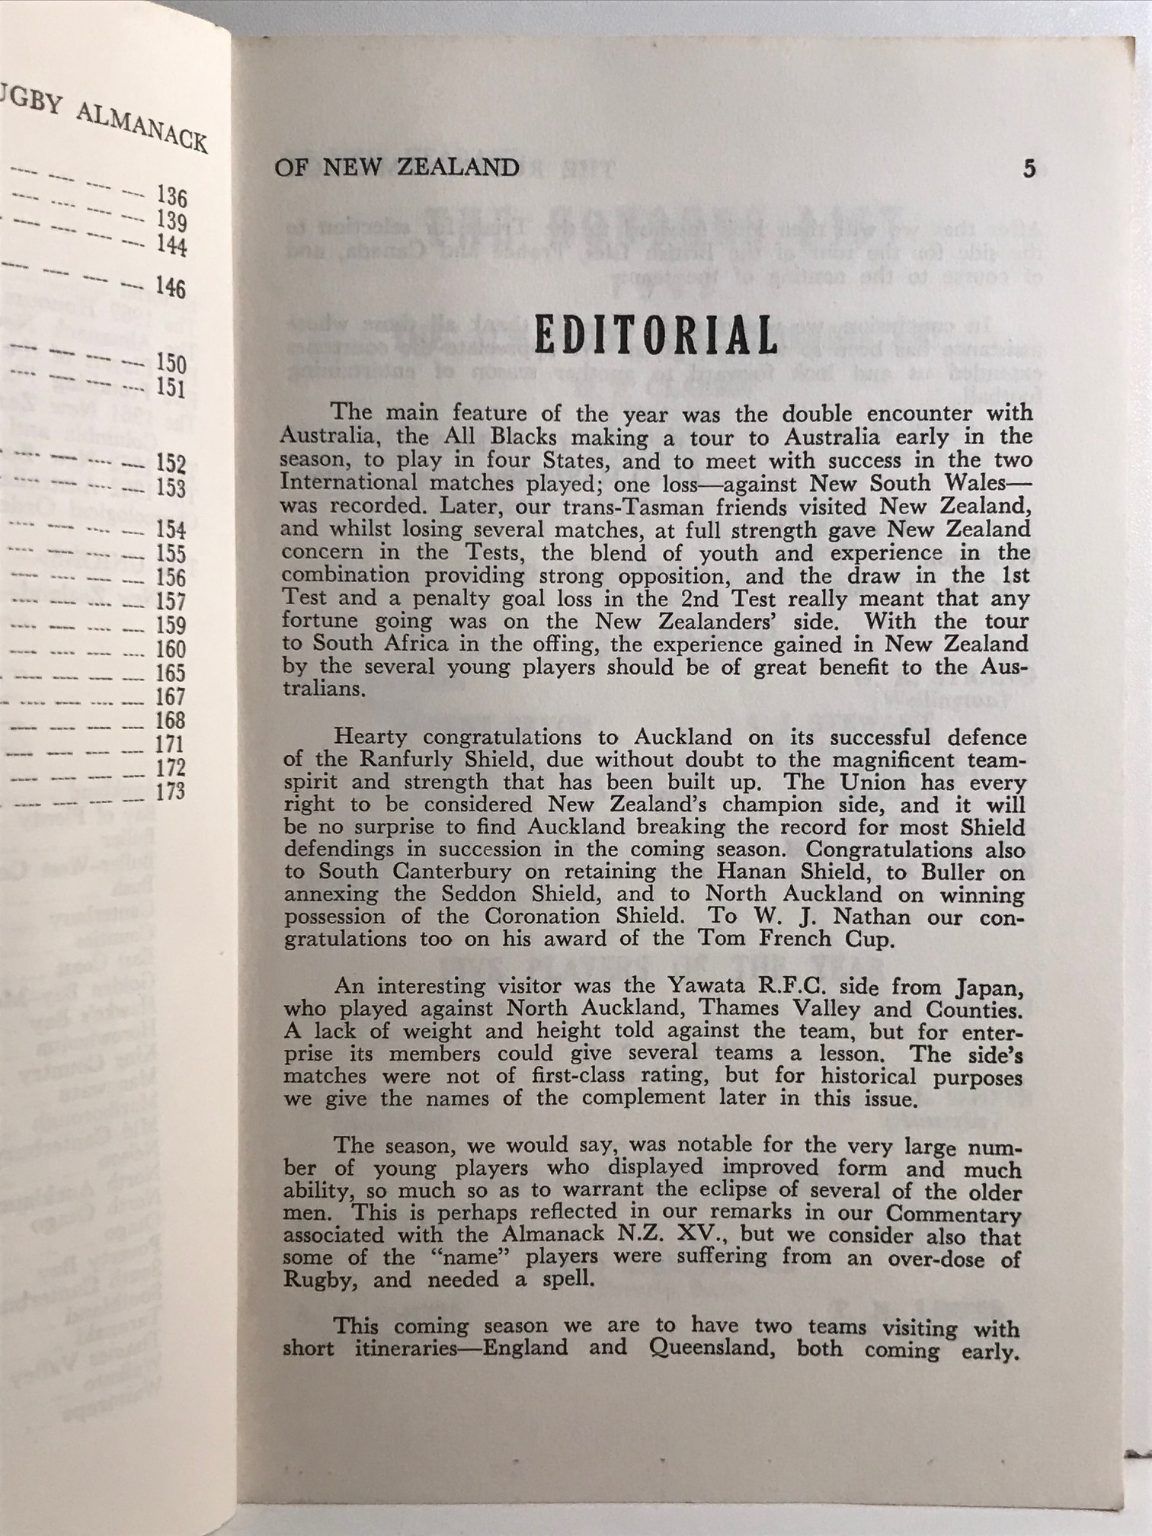 RUGBY ALMANACK
136
139
144
146
150
151
152
153
154
155
156
157
159
160
165
167
168
171
172
173
OF NEW ZEALAND 5
EDITORIAL
The main feature of the year was the double encounter with
Australia, the All Blacks making a tour to Australia early in the
season, to play in four States, and to meet with success in the two
International matches played; one loss—against New South Wales—
was recorded. Later, our trans-Tasman friends visited New Zealand,
and whilst losing several matches, at full strength gave New Zealand
concern in the Tests, the blend of youth and experience in the
combination providing strong opposition, and the draw in the 1st
Test and a penalty goal loss in the 2nd Test really meant that any
fortune going was on the New Zealanders' side. With the tour
to South Africa in the offing, the experience gained in New Zealand
by the several young players should be of great benefit to the Aus-
tralians.
Hearty congratulations to Auckland on its successful defence
of the Ranfurly Shield, due without doubt to the magnificent team-
spirit and strength that has been built up. The Union has every
right to be considered New Zealand's champion side, and it will
be no surprise to find Auckland breaking the record for most Shield
defendings in succession in the coming season. Congratulations also
to South Canterbury on retaining the Hanan Shield, to Buller on
annexing the Seddon Shield, and to North Auckland on winning
possession of the Coronation Shield. To W. J. Nathan our con-
gratulations too on his award of the Tom French Cup.
An interesting visitor was the Yawata R.F.C. side from Japan,
who played against North Auckland, Thames Valley and Counties.
A lack of weight and height told against the team, but for enter-
prise its members could give several teams a lesson. The side's
matches were not of first-class rating, but for historical purposes
we give the names of the complement later in this issue.
The season, we would say, was notable for the very large num-
ber of young players who displayed improved form and much
ability, so much so as to warrant the eclipse of several of the older
men. This is perhaps reflected in our remarks in our Commentary
associated with the Almanack N.Z. XV., but we consider also that
some of the "name" players were suffering from an over-dose of
Rugby, and needed a spell.
This coming season we are to have two teams visiting with
short itineraries—England and Queensland, both coming early.